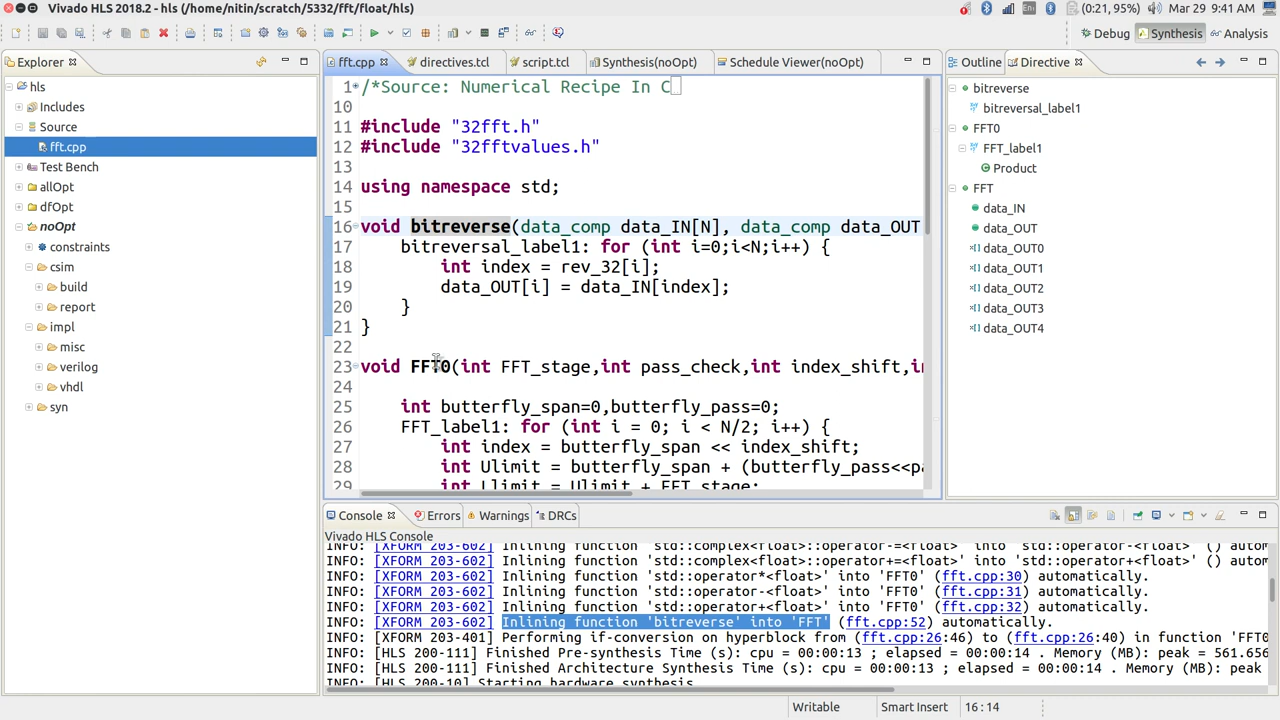 Vivado HLS 2018.2 - hls (/home/nitin/scratch/5332/fft/float/hls)
En
(0:21, 95%)
Mar 29 9:41 AM
Debug
Synthesis
Analysis
Explorer
hls
Includes
Source
fft.cpp
Test Bench
allOpt
dfOpt
noOpt
constraints
csim
build
report
impl
misc
verilog
vhdl
syn
fft.cpp
directives.tcl
script.tcl
Synthesis(noOpt)
Schedule Viewer(noOpt)
1 /*Source: Numerical Recipe In C
10
11 #include "32fft.h"
12 #include "32fftvalues.h"
13
14 using namespace std;
15
16 void bitreverse(data_comp data_IN[N], data_comp data_OUT
17 bitreversal_label1: for (int i=0;i<N;i++) {
18 int index = rev_32[i];
19 data_OUT[i] = data_IN[index];
20 }
21 }
22
23 void FFT0(int FFT_stage,int pass_check,int index_shift,in
24
25 int butterfly_span=0,butterfly_pass=0;
26 FFT_label1: for (int i = 0; i < N/2; i++) {
27 int index = butterfly_span << index_shift;
28 int Ulimit = butterfly_span + (butterfly_pass<<pa
29 int Llimit = Ulimit + FFT_stage;
Outline
Directive
bitreverse
bitreversal_label1
FFT0
FFT_label1
Product
FFT
data_IN
data_OUT
data_OUT0
data_OUT1
data_OUT2
data_OUT3
data_OUT4
Console
Errors
Warnings
DRCs
Vivado HLS Console
INFO: [XFORM 203-602] Inlining function 'std::complex<float>::operator-=<float>' into 'std::operator-<float>' () autom
INFO: [XFORM 203-602] Inlining function 'std::complex<float>::operator+=<float>' into 'std::operator+<float>' () autom
INFO: [XFORM 203-602] Inlining function 'std::operator*<float>' into 'FFT0' (fft.cpp:30) automatically.
INFO: [XFORM 203-602] Inlining function 'std::operator-<float>' into 'FFT0' (fft.cpp:31) automatically.
INFO: [XFORM 203-602] Inlining function 'std::operator+<float>' into 'FFT0' (fft.cpp:32) automatically.
INFO: [XFORM 203-602] Inlining function 'bitreverse' into 'FFT' (fft.cpp:52) automatically.
INFO: [XFORM 203-401] Performing if-conversion on hyperblock from (fft.cpp:26:46) to (fft.cpp:26:40) in function 'FFT0
INFO: [HLS 200-111] Finished Pre-synthesis Time (s): cpu = 00:00:13 ; elapsed = 00:00:14 . Memory (MB): peak = 561.656
INFO: [HLS 200-111] Finished Architecture Synthesis Time (s): cpu = 00:00:13 ; elapsed = 00:00:14 . Memory (MB): peak
INFO: [HLS 200-10] Starting hardware synthesis
Writable
Smart Insert
16 : 14